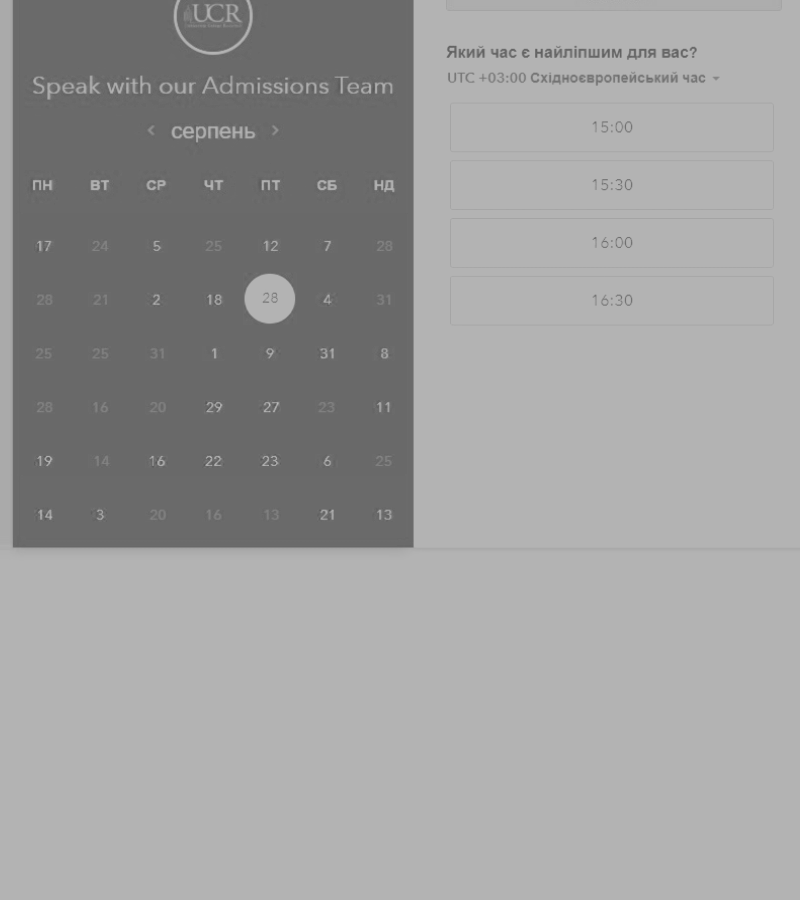 UCR
Speak with our Admissions Team
серпень
ПН ВТ СР ЧТ ПТ СБ НД
17 24 5 25 12 7 28
28 21 2 18 28 4 31
25 25 31 1 9 31 8
28 16 20 29 27 23 11
19 14 16 22 23 6 25
14 3 20 16 13 21 13
Який час є найліпшим для вас?
UTC +03:00 Східноєвропейський час
15:00
15:30
16:00
16:30